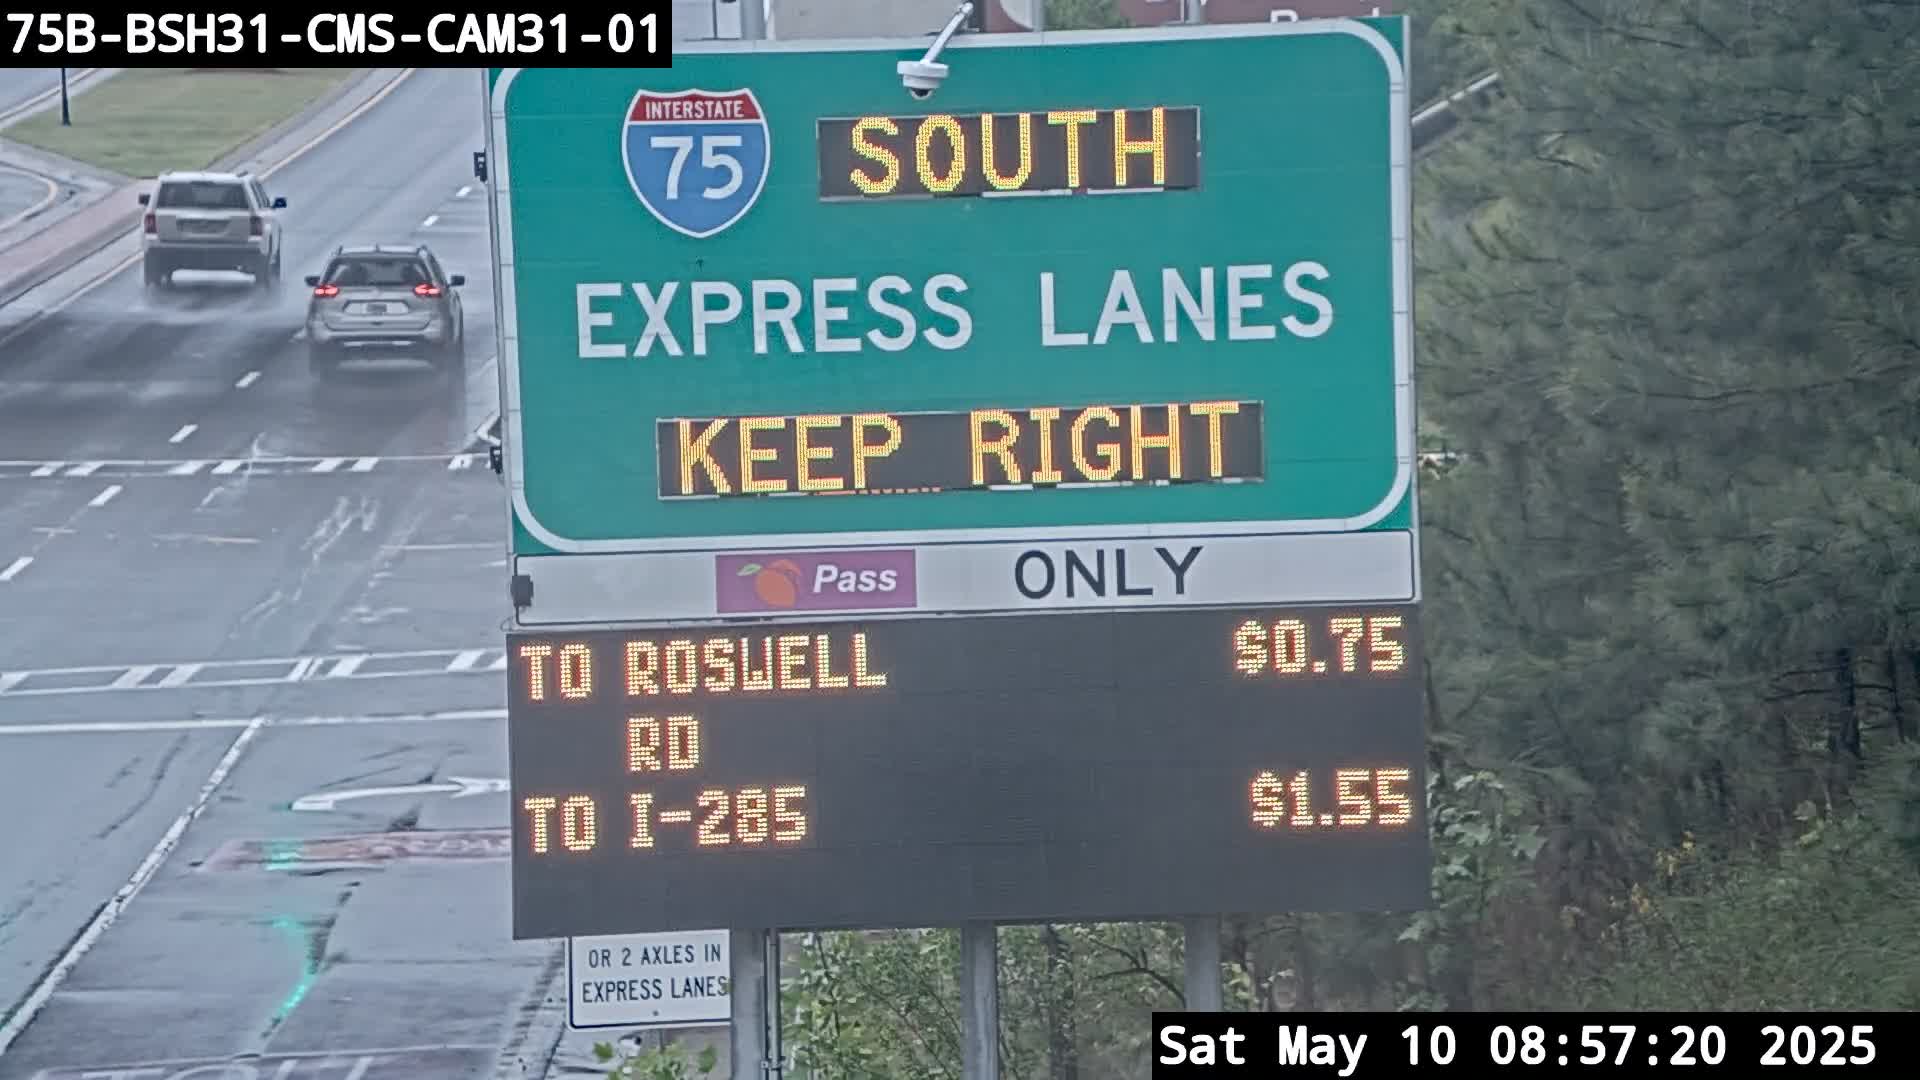 75B-BSH31-CMS-CAM31-01
INTERSTATE
75
SOUTH
EXPRESS LANES
KEEP RIGHT
Pass ONLY
TO ROSWELL $0.75
RD
TO I-285 $1.55
OR 2 AXLES IN
EXPRESS LANES
Sat May 10 08:57:20 2025